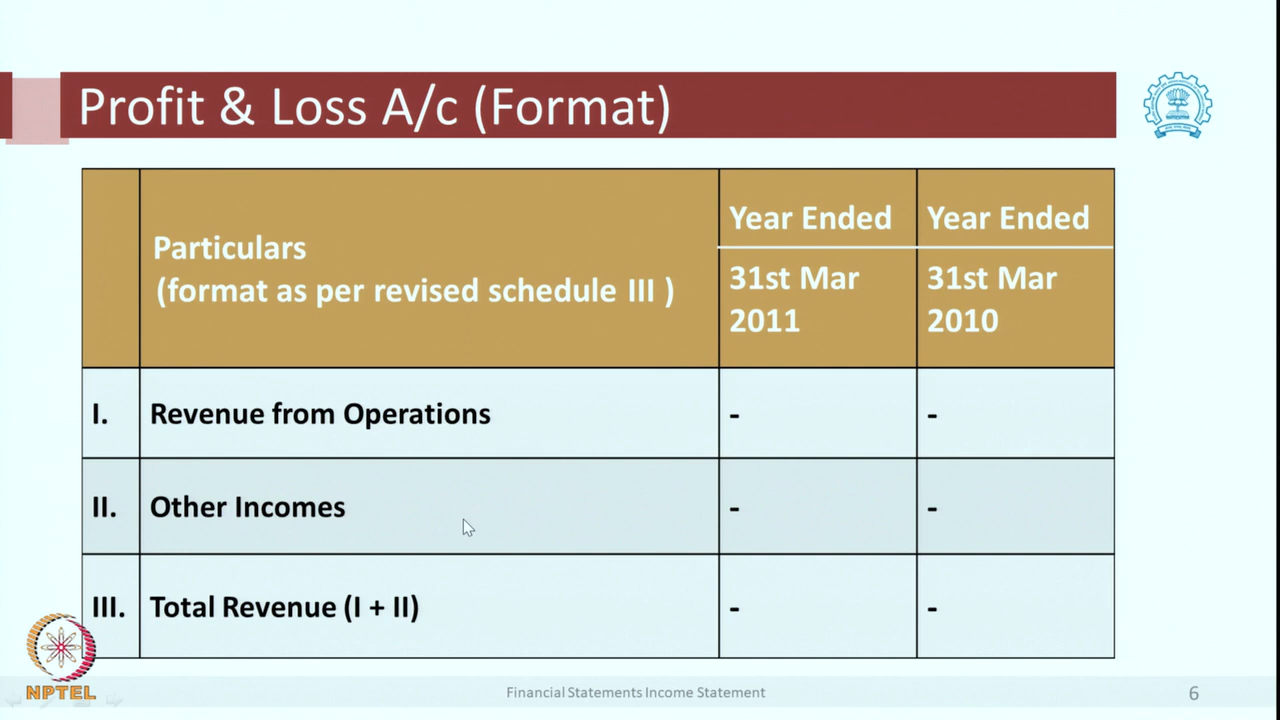 Profit & Loss A/c (Format)
Particulars
(format as per revised schedule III )
Year Ended
31st Mar
2011
Year Ended
31st Mar
2010
I. Revenue from Operations - -
II. Other Incomes - -
III. Total Revenue (I + II) - -
NPTEL
Financial Statements Income Statement
6